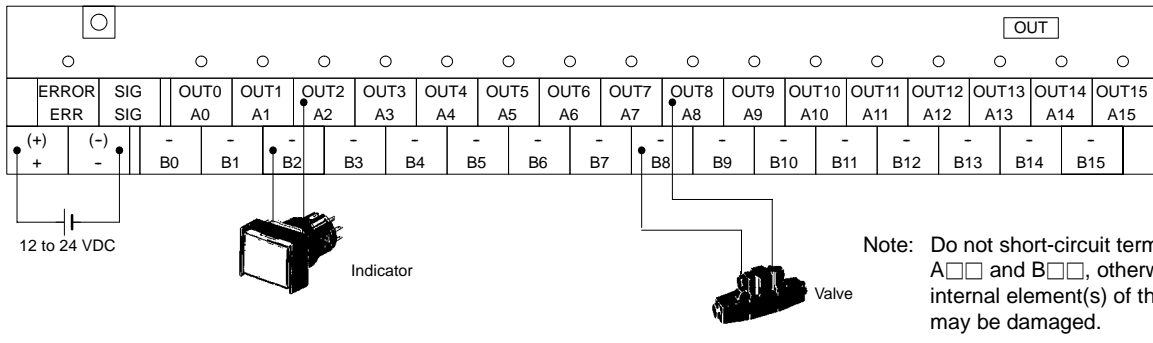 OUT
ERROR SIG OUT0 OUT1 OUT2 OUT3 OUT4 OUT5 OUT6 OUT7 OUT8 OUT9 OUT10 OUT11 OUT12 OUT13 OUT14 OUT15
ERR SIG A0 A1 A2 A3 A4 A5 A6 A7 A8 A9 A10 A11 A12 A13 A14 A15
(+) (-) - - - - - - - - - - - - - - - -
+ - B0 B1 B2 B3 B4 B5 B6 B7 B8 B9 B10 B11 B12 B13 B14 B15
12 to 24 VDC
Indicator
Valve
Note: Do not short-circuit
A□□ and B□□,
internal element(s) of
may be damaged.